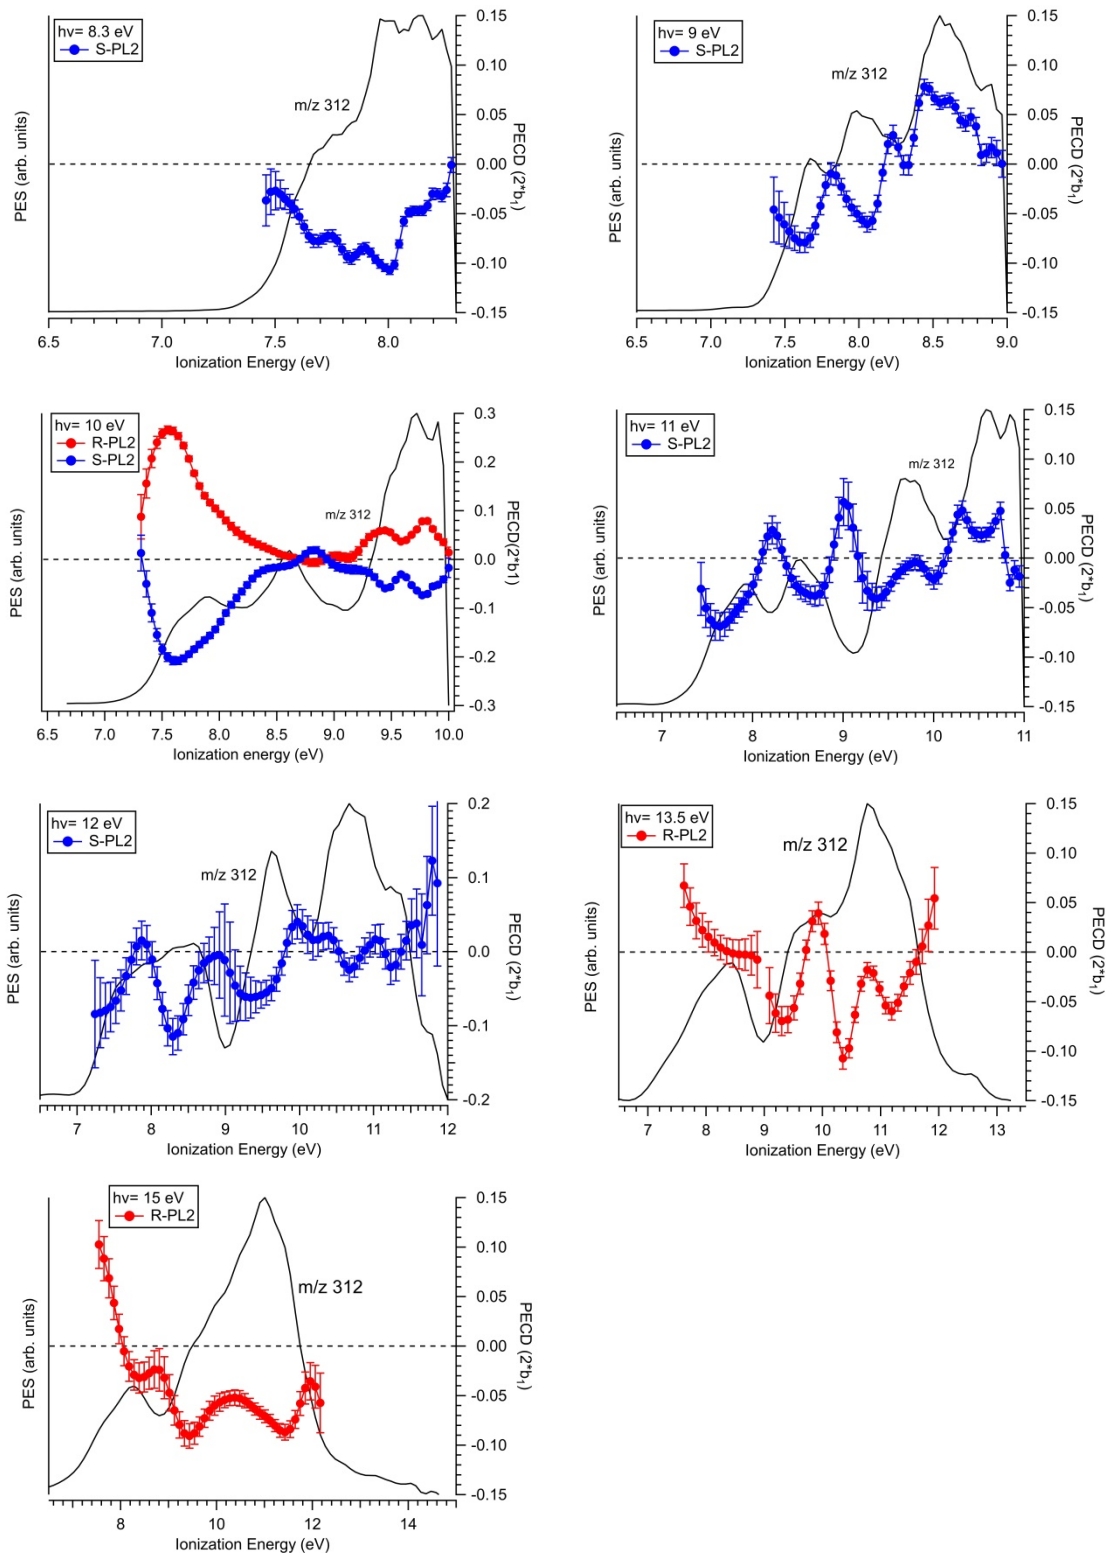 hν= 8.3 eV
S-PL2
m/z 312
PES (arb. units)
PECD (2*b₁)
0.15
0.10
0.05
0.00
-0.05
-0.10
-0.15
6.5 7.0 7.5 8.0
Ionization Energy (eV)
hν= 9 eV
S-PL2
m/z 312
PES (arb. units)
PECD (2*b₁)
0.15
0.10
0.05
0.00
-0.05
-0.10
-0.15
6.5 7.0 7.5 8.0 8.5 9.0
Ionization Energy (eV)
hν= 10 eV
R-PL2
S-PL2
m/z 312
PES (arb. units)
PECD(2*b1)
0.3
0.2
0.1
0.0
-0.1
-0.2
-0.3
6.5 7.0 7.5 8.0 8.5 9.0 9.5 10.0
Ionization energy (eV)
hν= 11 eV
S-PL2
m/z 312
PES (arb. units)
PECD (2*b₁)
0.15
0.10
0.05
0.00
-0.05
-0.10
-0.15
8 9 10 11
Ionization Energy (eV)
hν= 12 eV
S-PL2
m/z 312
PES (arb. units)
PECD (2*b₁)
0.2
0.1
0.0
-0.1
-0.2
7 8 9 10 11 12
Ionization Energy (eV)
hν= 13.5 eV
R-PL2
m/z 312
PES (arb. units)
PECD (2*b₁)
0.15
0.10
0.05
0.00
-0.05
-0.10
-0.15
7 8 9 10 11 12 13
Ionization Energy (eV)
hν= 15 eV
R-PL2
m/z 312
PES (arb. units)
PECD (2*b₁)
0.15
0.10
0.05
0.00
-0.05
-0.10
-0.15
8 10 12 14
Ionization Energy (eV)